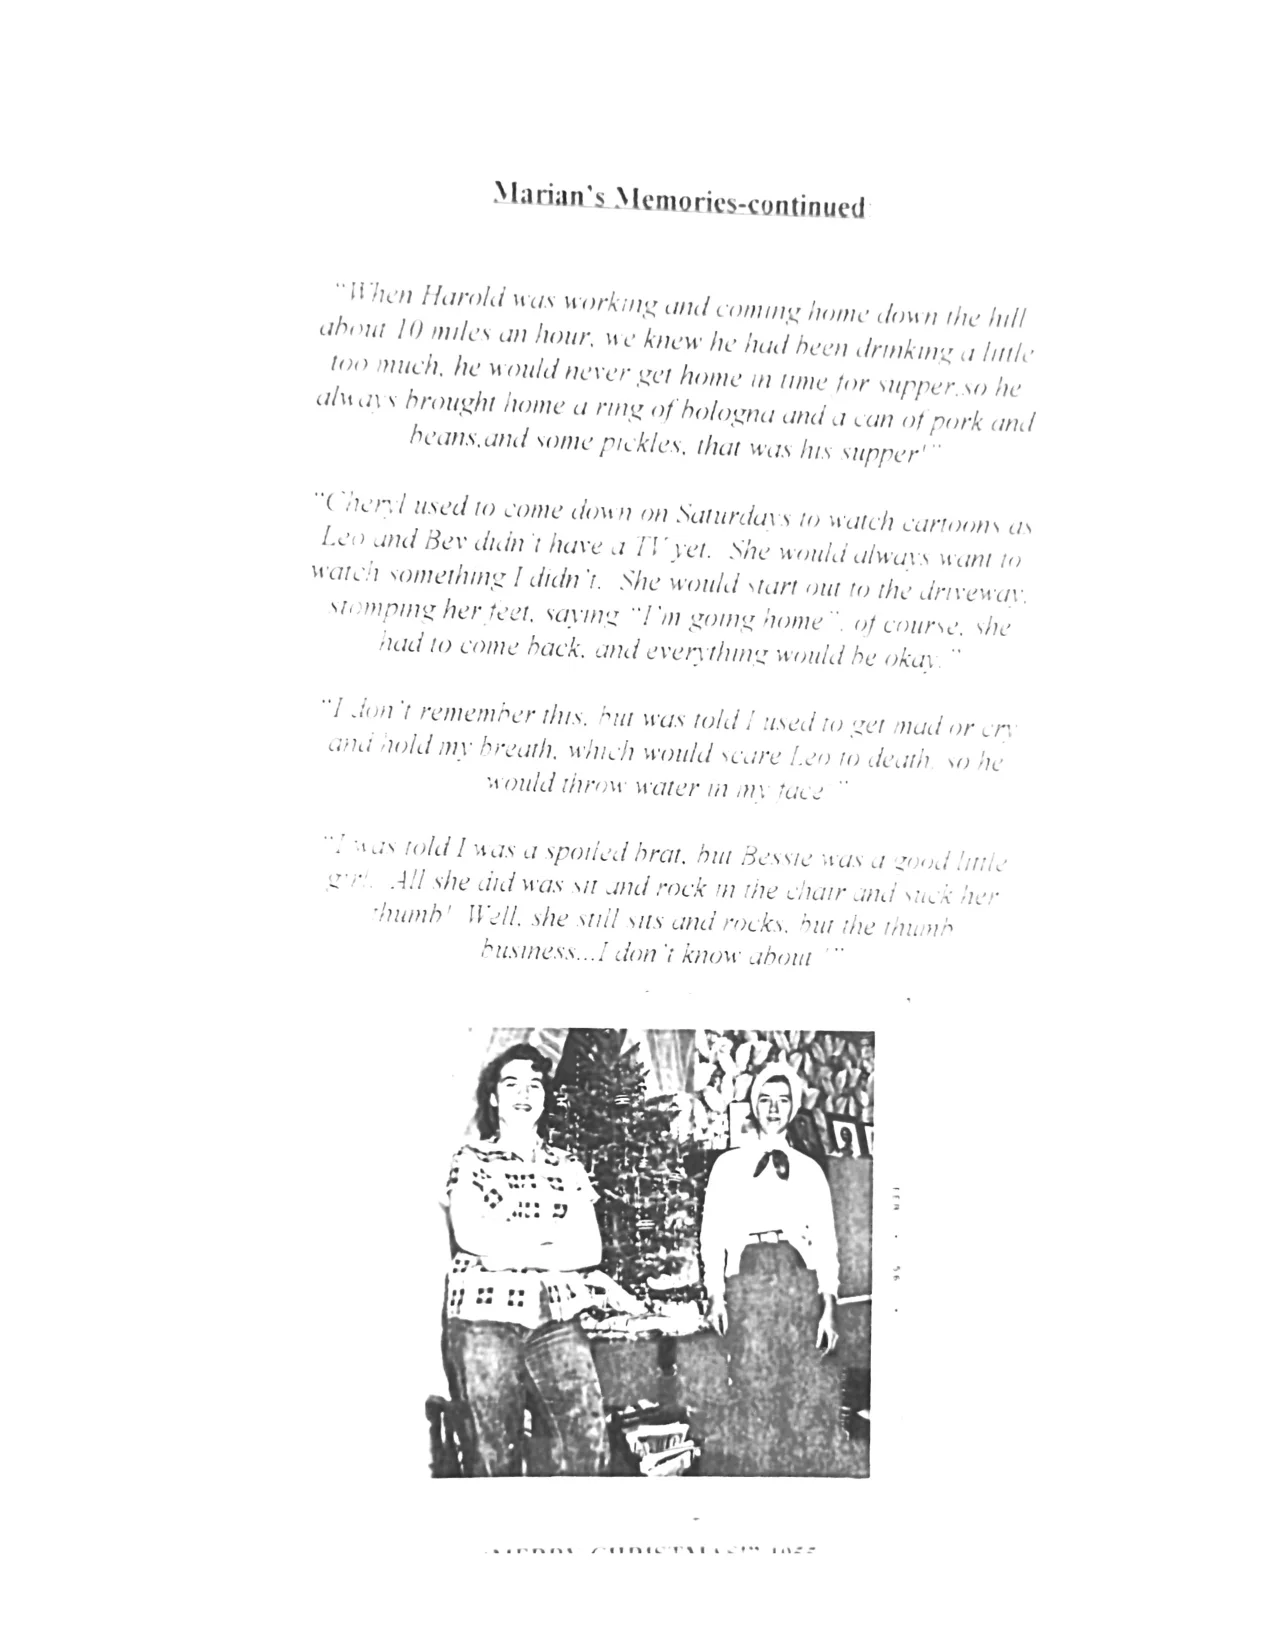 Marian's Memories-continued
"When Harold was working and coming home down the hill
about 10 miles an hour, we knew he had been drinking a little
too much, he would never get home in time for supper,so he
always brought home a ring of bologna and a can of pork and
beans,and some pickles, that was his supper!"
"Cheryl used to come down on Saturdays to watch cartoons as
Leo and Bev didn't have a TV yet. She would always want to
watch something I didn't. She would start out to the driveway,
stomping her feet, saying "I'm going home", of course, she
had to come back, and everything would be okay."
"I don't remember this, but was told I used to get mad or cry
and hold my breath, which would scare Leo to death, so he
would throw water in my face."
"I was told I was a spoiled brat, but Bessie was a good little
girl. All she did was sit and rock in the chair and suck her
thumb! Well, she still sits and rocks, but the thumb
business...I don't know about !"
FEB • 56 •
"MERRY CHRISTMAS!" 1955